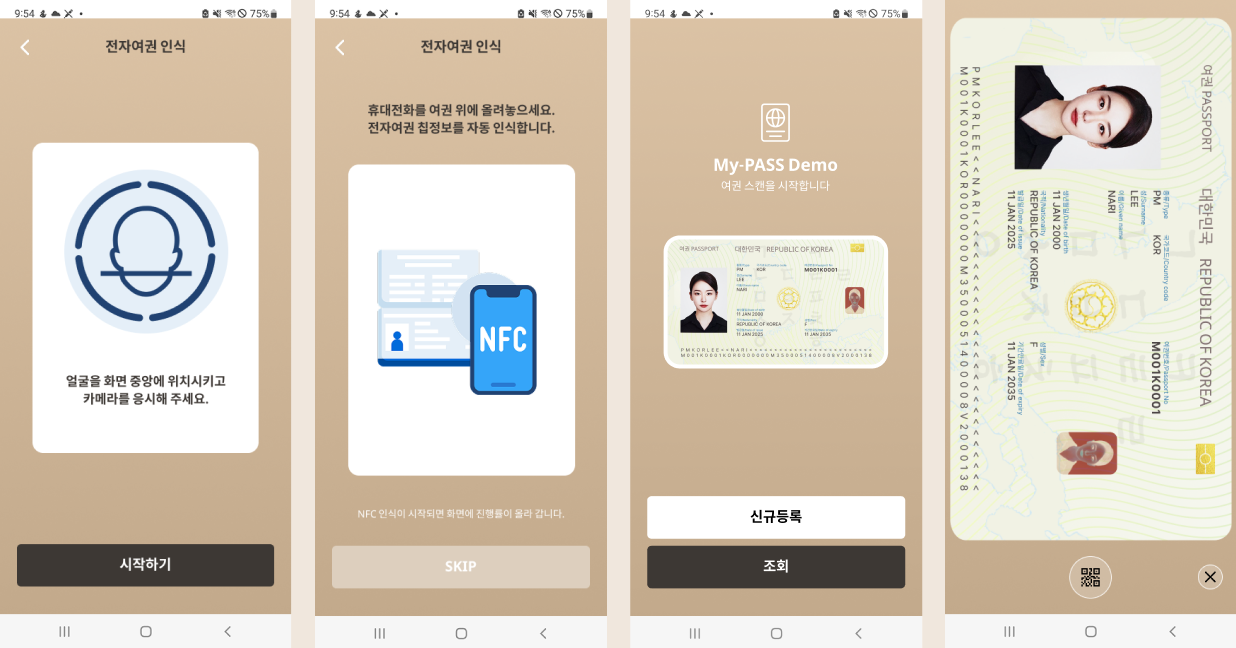 9:54
75%
전자여권 인식
얼굴을 화면 중앙에 위치시키고
카메라를 응시해 주세요.
시작하기
9:54
75%
전자여권 인식
휴대전화를 여권 위에 올려놓으세요.
전자여권 칩정보를 자동 인식합니다.
NFC
NFC 인식이 시작되면 화면에 진행률이 올라 갑니다.
SKIP
9:54
75%
My-PASS Demo
여권 스캔을 시작합니다
여권 PASSPORT 대한민국 REPUBLIC OF KOREA
PM KOR M001K0001
LEE
NARI
11 JAN 2000
REPUBLIC OF KOREA F
11 JAN 2025 11 JAN 2035
신규등록
조회
여권 PASSPORT 대한민국 REPUBLIC OF KOREA
종류/Type 국가코드/Country code 여권번호/Passport No
PM KOR M001K0001
성/Surname
LEE
이름/Given name
NARI
생년월일/Date of birth
11 JAN 2000
국적/Nationality 성별/Sex
REPUBLIC OF KOREA F
발급일/Date of issue 기간만료일/Date of expiry
11 JAN 2025 11 JAN 2035